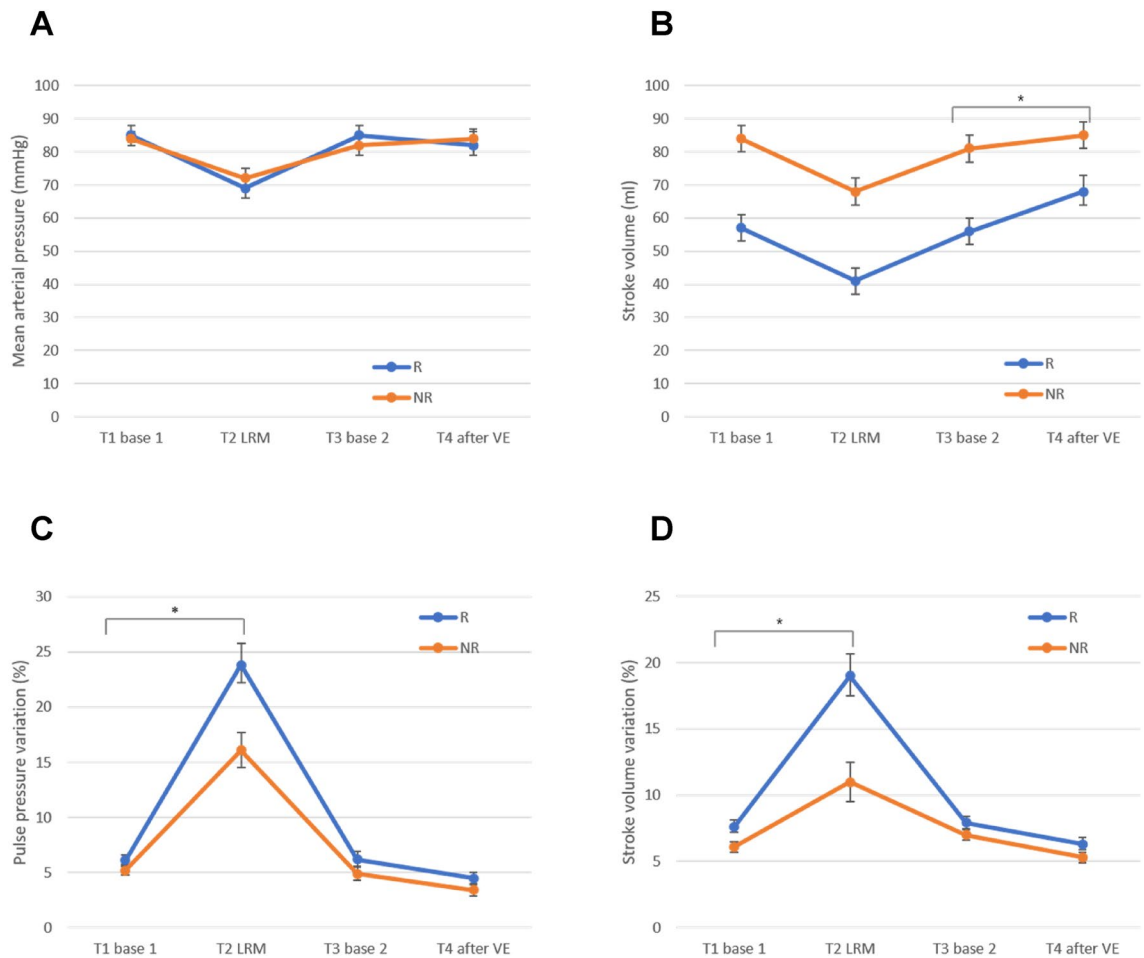 A
Mean arterial pressure (mmHg)
100
90
80
70
60
50
40
30
20
10
0
R
NR
T1 base 1 T2 LRM T3 base 2 T4 after VE
B
Stroke volume (ml)
100
90
80
70
60
50
40
30
20
10
0
*
R
NR
T1 base 1 T2 LRM T3 base 2 T4 after VE
C
Pulse pressure variation (%)
30
25
20
15
10
5
0
*
R
NR
T1 base 1 T2 LRM T3 base 2 T4 after VE
D
Stroke volume variation (%)
25
20
15
10
5
0
*
R
NR
T1 base 1 T2 LRM T3 base 2 T4 after VE